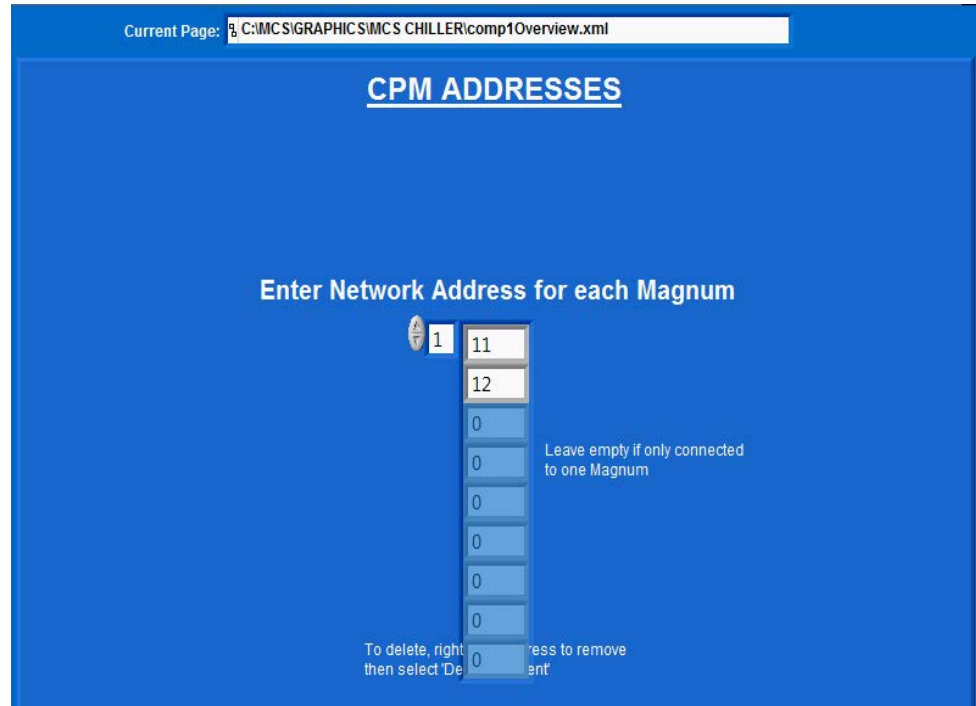 Current Page: C:\MCS\GRAPHICS\MCS CHILLER\comp1Overview.xml
CPM ADDRESSES
Enter Network Address for each Magnum
1
11
12
0
0
Leave empty if only connected
to one Magnum
0
0
0
0
0
To delete, right ress to remove
then select 'De ent'